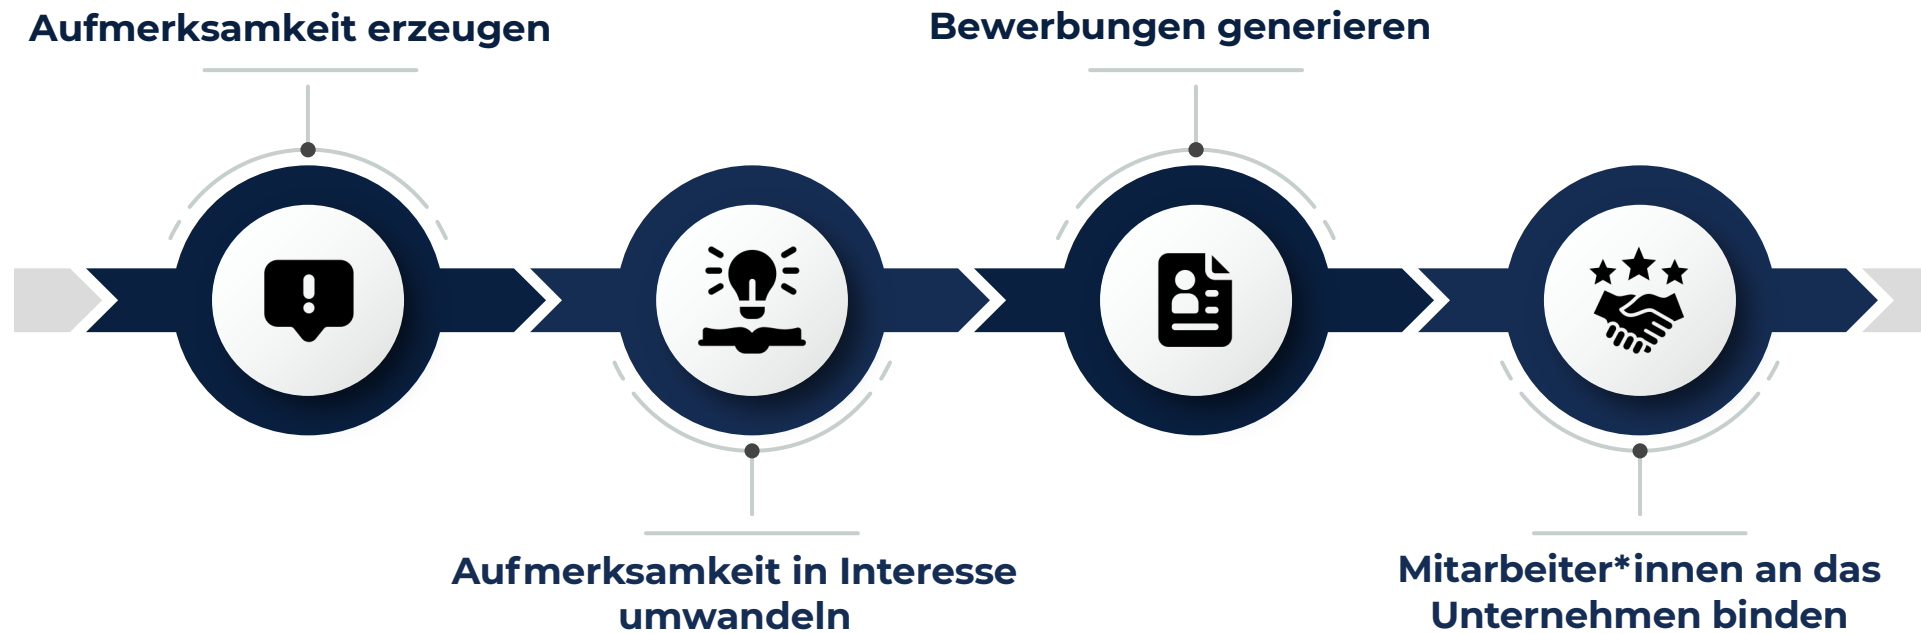 Aufmerksamkeit erzeugen
Aufmerksamkeit in Interesse
umwandeln
Bewerbungen generieren
Mitarbeiter*innen an das
Unternehmen binden